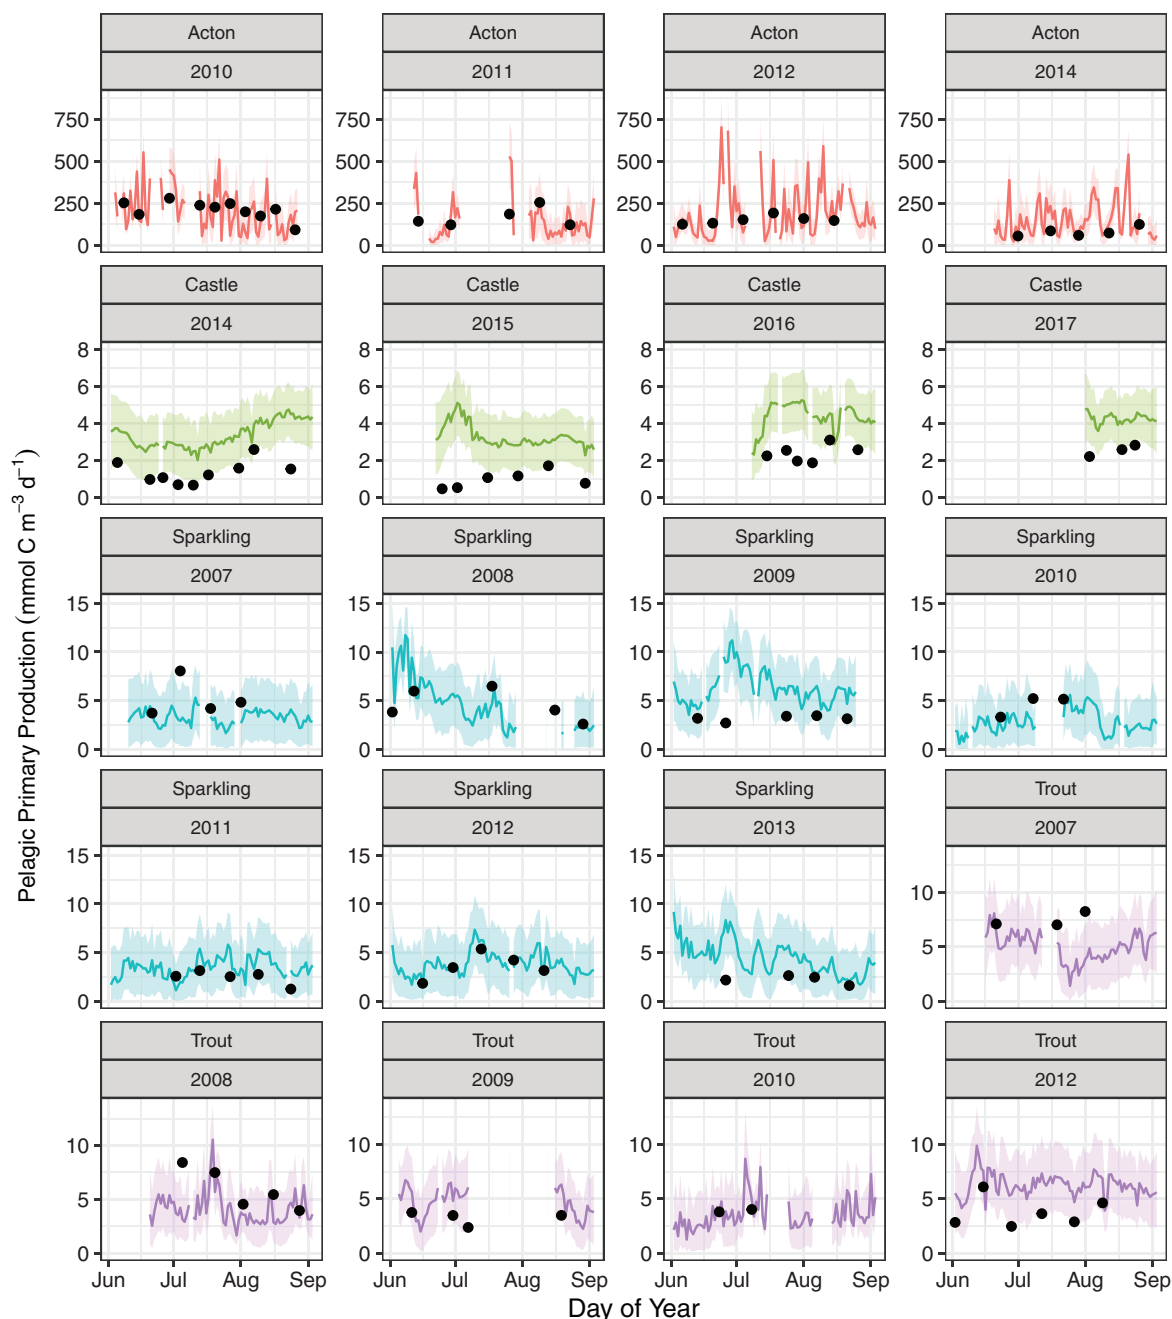 Acton Acton Acton Acton
2010 2011 2012 2014
750 750 750 750
500 500 500 500
250 250 250 250
0 0 0 0
Castle Castle Castle Castle
2014 2015 2016 2017
8 8 8 8
6 6 6 6
4 4 4 4
2 2 2 2
0 0 0 0
Sparkling Sparkling Sparkling Sparkling
2007 2008 2009 2010
15 15 15 15
10 10 10 10
5 5 5 5
0 0 0 0
Sparkling Sparkling Sparkling Trout
2011 2012 2013 2007
15 15 15
10 10 10 10
5 5 5 5
0 0 0 0
Trout Trout Trout Trout
2008 2009 2010 2012
10 10 10 10
5 5 5 5
0 0 0 0
Jun Jul Aug Sep Jun Jul Aug Sep Jun Jul Aug Sep Jun Jul Aug Sep
Day of Year
Pelagic Primary Production (mmol C m⁻³ d⁻¹)